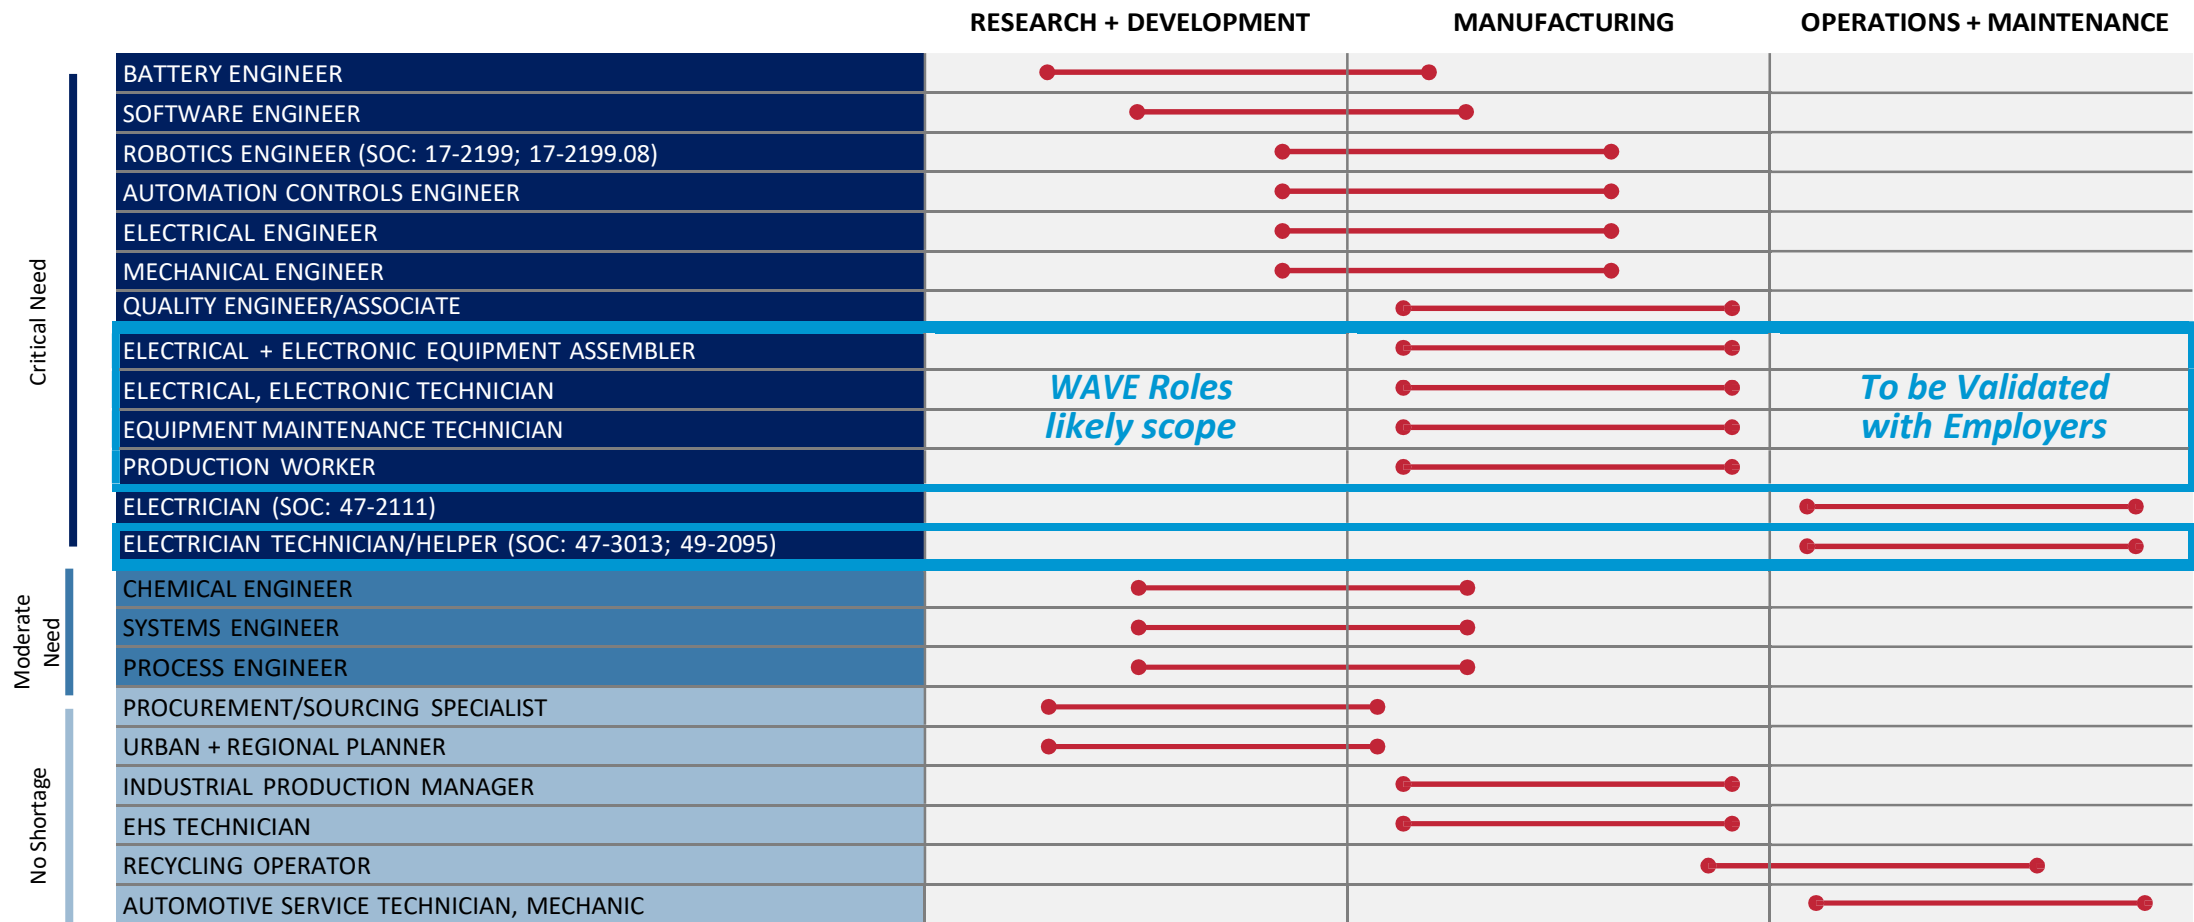 RESEARCH + DEVELOPMENT
MANUFACTURING
OPERATIONS + MAINTENANCE
Critical Need
BATTERY ENGINEER
SOFTWARE ENGINEER
ROBOTICS ENGINEER (SOC: 17-2199; 17-2199.08)
AUTOMATION CONTROLS ENGINEER
ELECTRICAL ENGINEER
MECHANICAL ENGINEER
QUALITY ENGINEER/ASSOCIATE
ELECTRICAL + ELECTRONIC EQUIPMENT ASSEMBLER
ELECTRICAL, ELECTRONIC TECHNICIAN
EQUIPMENT MAINTENANCE TECHNICIAN
PRODUCTION WORKER
WAVE Roles
likely scope
To be Validated
with Employers
ELECTRICIAN (SOC: 47-2111)
ELECTRICIAN TECHNICIAN/HELPER (SOC: 47-3013; 49-2095)
Moderate
Need
CHEMICAL ENGINEER
SYSTEMS ENGINEER
PROCESS ENGINEER
No Shortage
PROCUREMENT/SOURCING SPECIALIST
URBAN + REGIONAL PLANNER
INDUSTRIAL PRODUCTION MANAGER
EHS TECHNICIAN
RECYCLING OPERATOR
AUTOMOTIVE SERVICE TECHNICIAN, MECHANIC